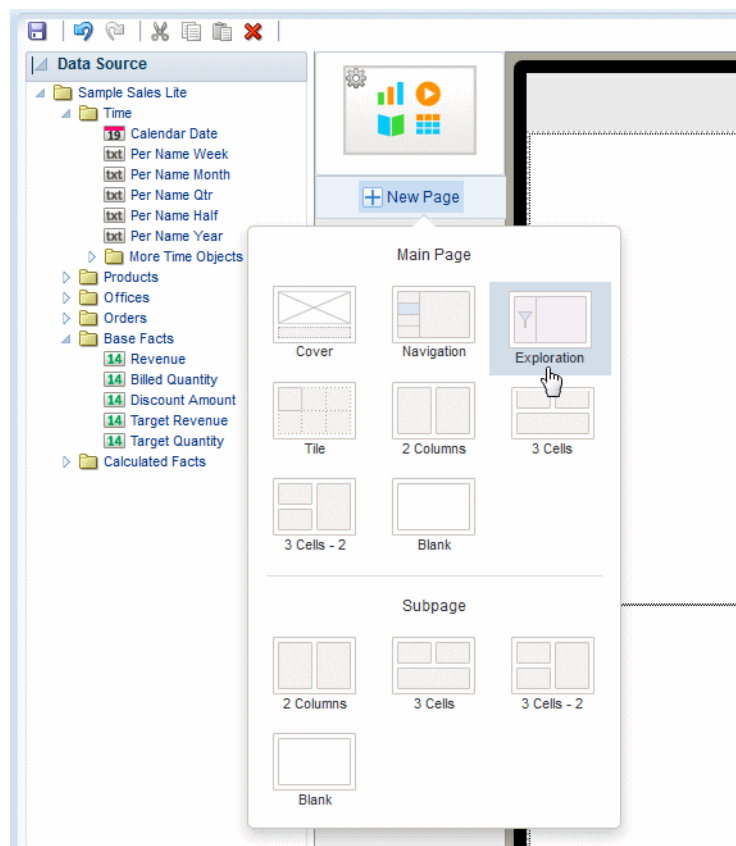 Data Source
Sample Sales Lite
Time
19 Calendar Date
txt Per Name Week
txt Per Name Month
txt Per Name Qtr
txt Per Name Half
txt Per Name Year
More Time Objects
Products
Offices
Orders
Base Facts
14 Revenue
14 Billed Quantity
14 Discount Amount
14 Target Revenue
14 Target Quantity
Calculated Facts
New Page
Main Page
Cover Navigation Exploration
Tile 2 Columns 3 Cells
3 Cells - 2 Blank
Subpage
2 Columns 3 Cells 3 Cells - 2
Blank